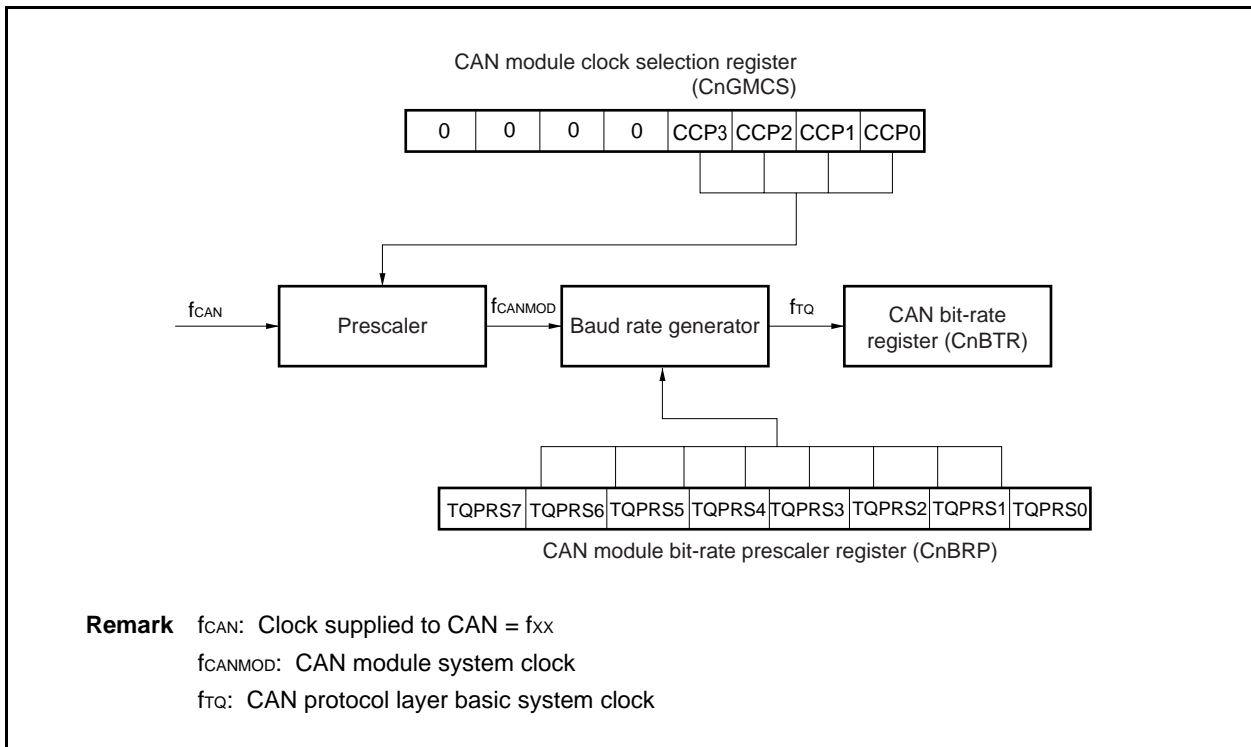 CAN module clock selection register
(CnGMCS)
0 0 0 0 CCP3 CCP2 CCP1 CCP0
fCAN
Prescaler
fCANMOD
Baud rate generator
fTQ
CAN bit-rate
register (CnBTR)
TQPRS7 TQPRS6 TQPRS5 TQPRS4 TQPRS3 TQPRS2 TQPRS1 TQPRS0
CAN module bit-rate prescaler register (CnBRP)
Remark fCAN: Clock supplied to CAN = fXX
fCANMOD: CAN module system clock
fTQ: CAN protocol layer basic system clock